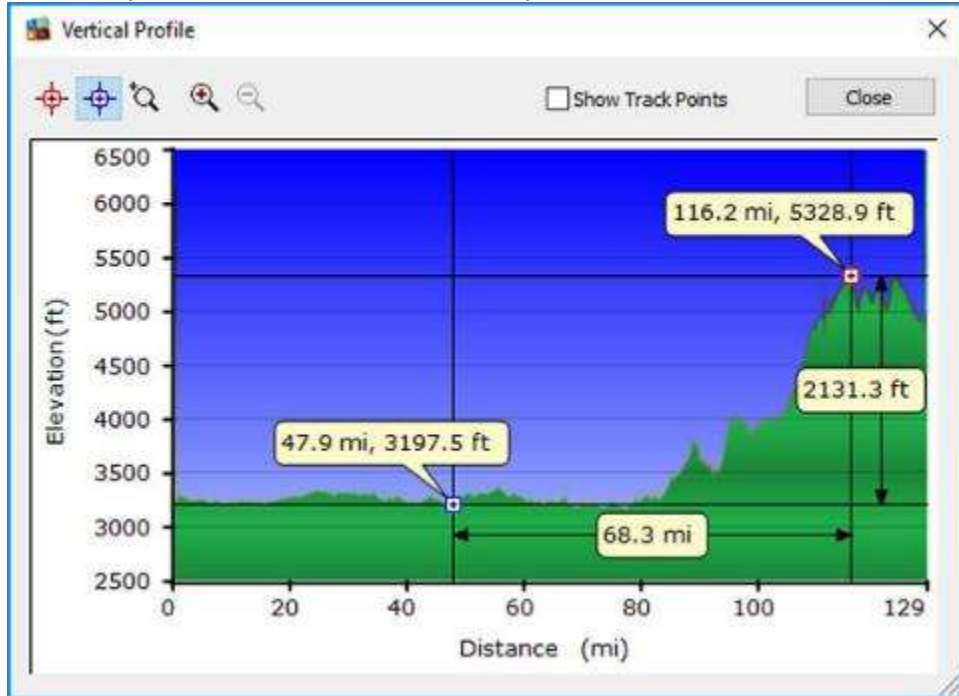 Vertical Profile
Show Track Points
Close
6500
6000
5500
5000
4500
4000
3500
3000
2500
Elevation(ft)
116.2 mi, 5328.9 ft
2131.3 ft
47.9 mi, 3197.5 ft
68.3 mi
0 20 40 60 80 100 129
Distance (mi)